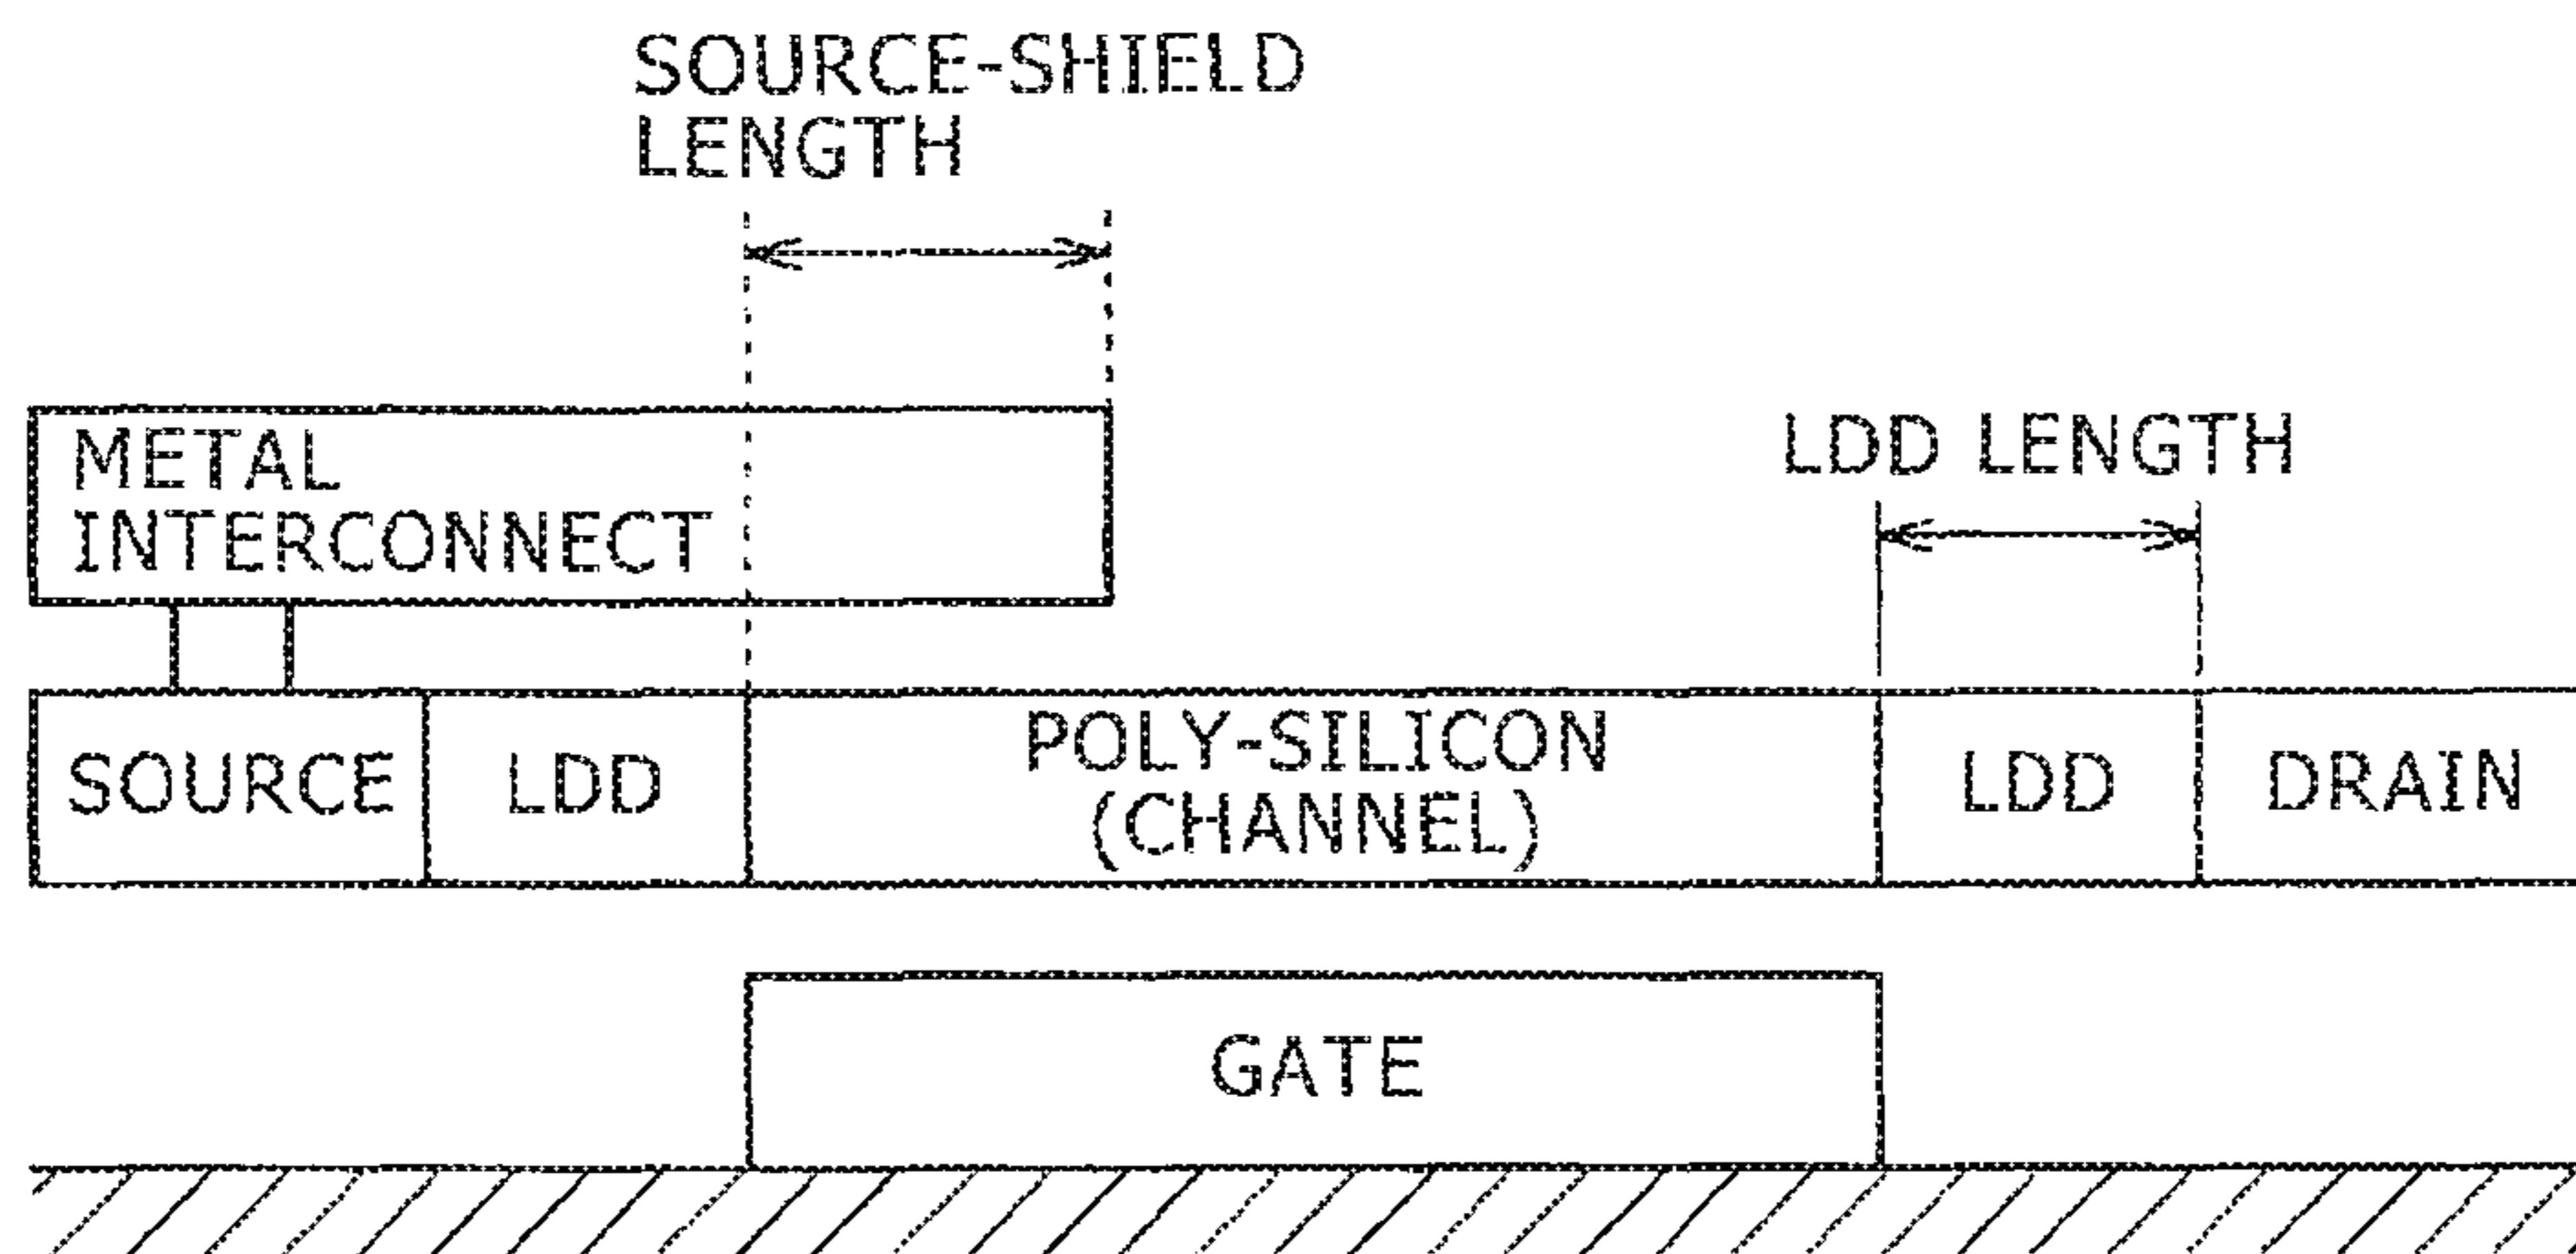 SOURCE-SHIELD
LENGTH
METAL
INTERCONNECT
LDD LENGTH
SOURCE
LDD
POLY-SILICON
(CHANNEL)
LDD
DRAIN
GATE